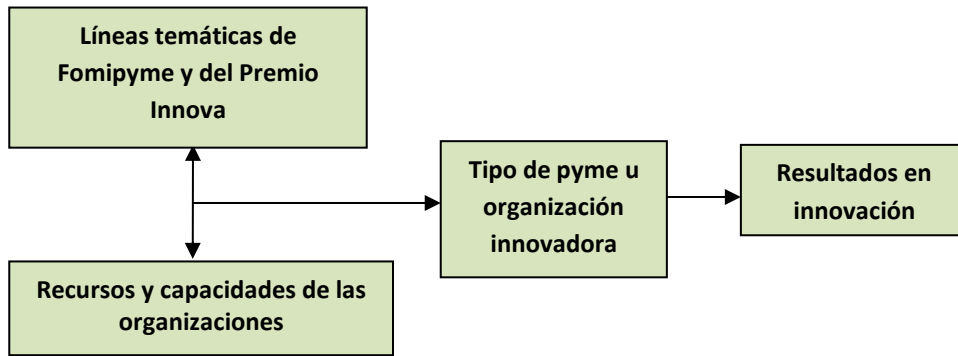 Líneas temáticas de
Fomipyme y del Premio
Innova
Tipo de pyme u
organización
innovadora
Resultados en
innovación
Recursos y capacidades de las
organizaciones